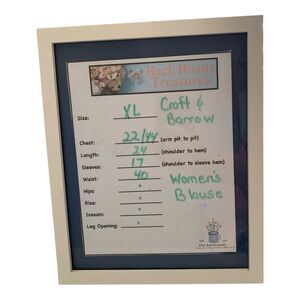 Back Roads
Treasures
Size: XL Croft &
Barrow
Chest: 22/44 (arm pit to pit)
Length: 24 (shoulder to hem)
Sleeves: 17 (shoulder to sleeve hem)
Waist: 40 Women's
Hips: Blouse
Rise:
Inseam:
Leg Opening: